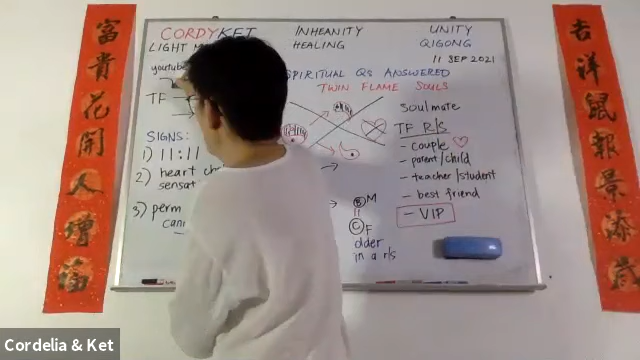 CORDYKET
INHEANITY
HEALING
UNITY
QIGONG
LIGHT
11 SEP 2021
youtube
SPIRITUAL QS ANSWERED
TWIN FLAME SOULS
TF
SIGNS:
1) 11:11
2) heart
sensat
3) perm
Soulmate
TF R/S
- couple
- parent/child
- teacher/student
- best friend
- VIP
B M
C F
older
in a r/s
富貴花開人增
吉祥鼠報景添歲
Cordelia & Ket